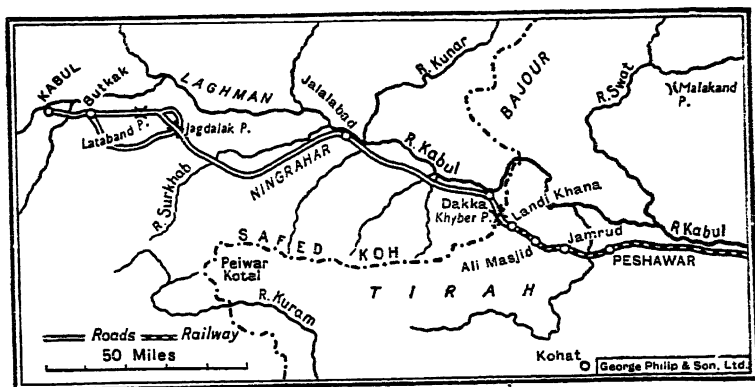 KABUL
Butkak
LAGHMAN
Jalalabad
R. Kunar
BAJOUR
R. Swat
Malakand
P.
Lataband P.
Jagdalak P.
R. Surkhab
NINGRAHAR
R. Kabul
Dakka
Khyber P.
Landi Khana
Ali Masjid
Jamrud
R. Kabul
PESHAWAR
SAFED KOH
Peiwar
Kotal
TIRAH
R. Kuram
Roads
Railway
50 Miles
Kohat
George Philip & Son, Ltd.